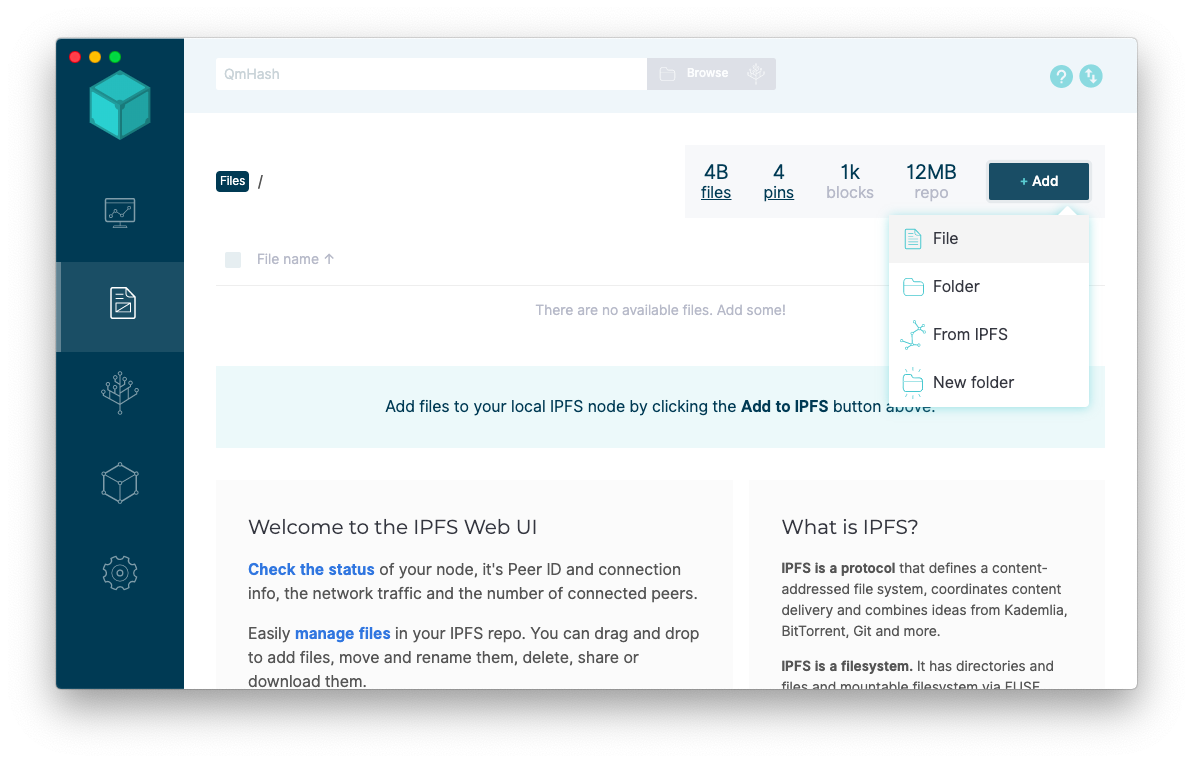 QmHash
Browse
?
Files /
4B
files
4
pins
1k
blocks
12MB
repo
+ Add
File
Folder
From IPFS
New folder
File name ↑
There are no available files. Add some!
Add files to your local IPFS node by clicking the Add to IPFS button above.
Welcome to the IPFS Web UI
Check the status of your node, it's Peer ID and connection
info, the network traffic and the number of connected peers.
Easily manage files in your IPFS repo. You can drag and drop
to add files, move and rename them, delete, share or
download them.
What is IPFS?
IPFS is a protocol that defines a content-
addressed file system, coordinates content
delivery and combines ideas from Kademlia,
BitTorrent, Git and more.
IPFS is a filesystem. It has directories and
files and mountable filesystem via FUSE.